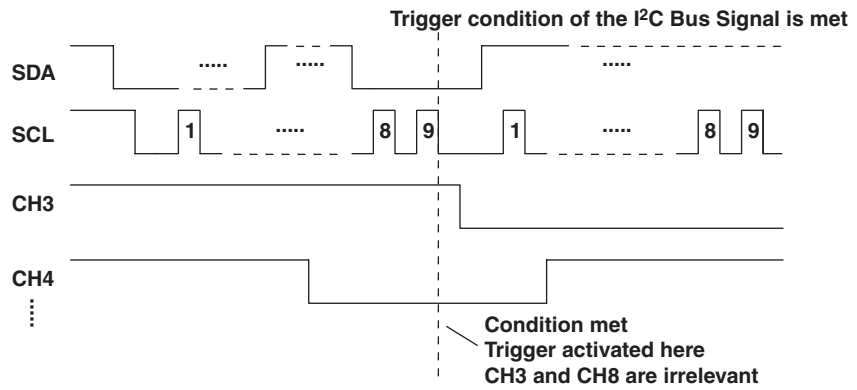 Trigger condition of the I²C Bus Signal is met
SDA ..... ..... .....
SCL 1 ..... 8 9 1 ..... 8 9
CH3
CH4
Condition met
Trigger activated here
CH3 and CH8 are irrelevant